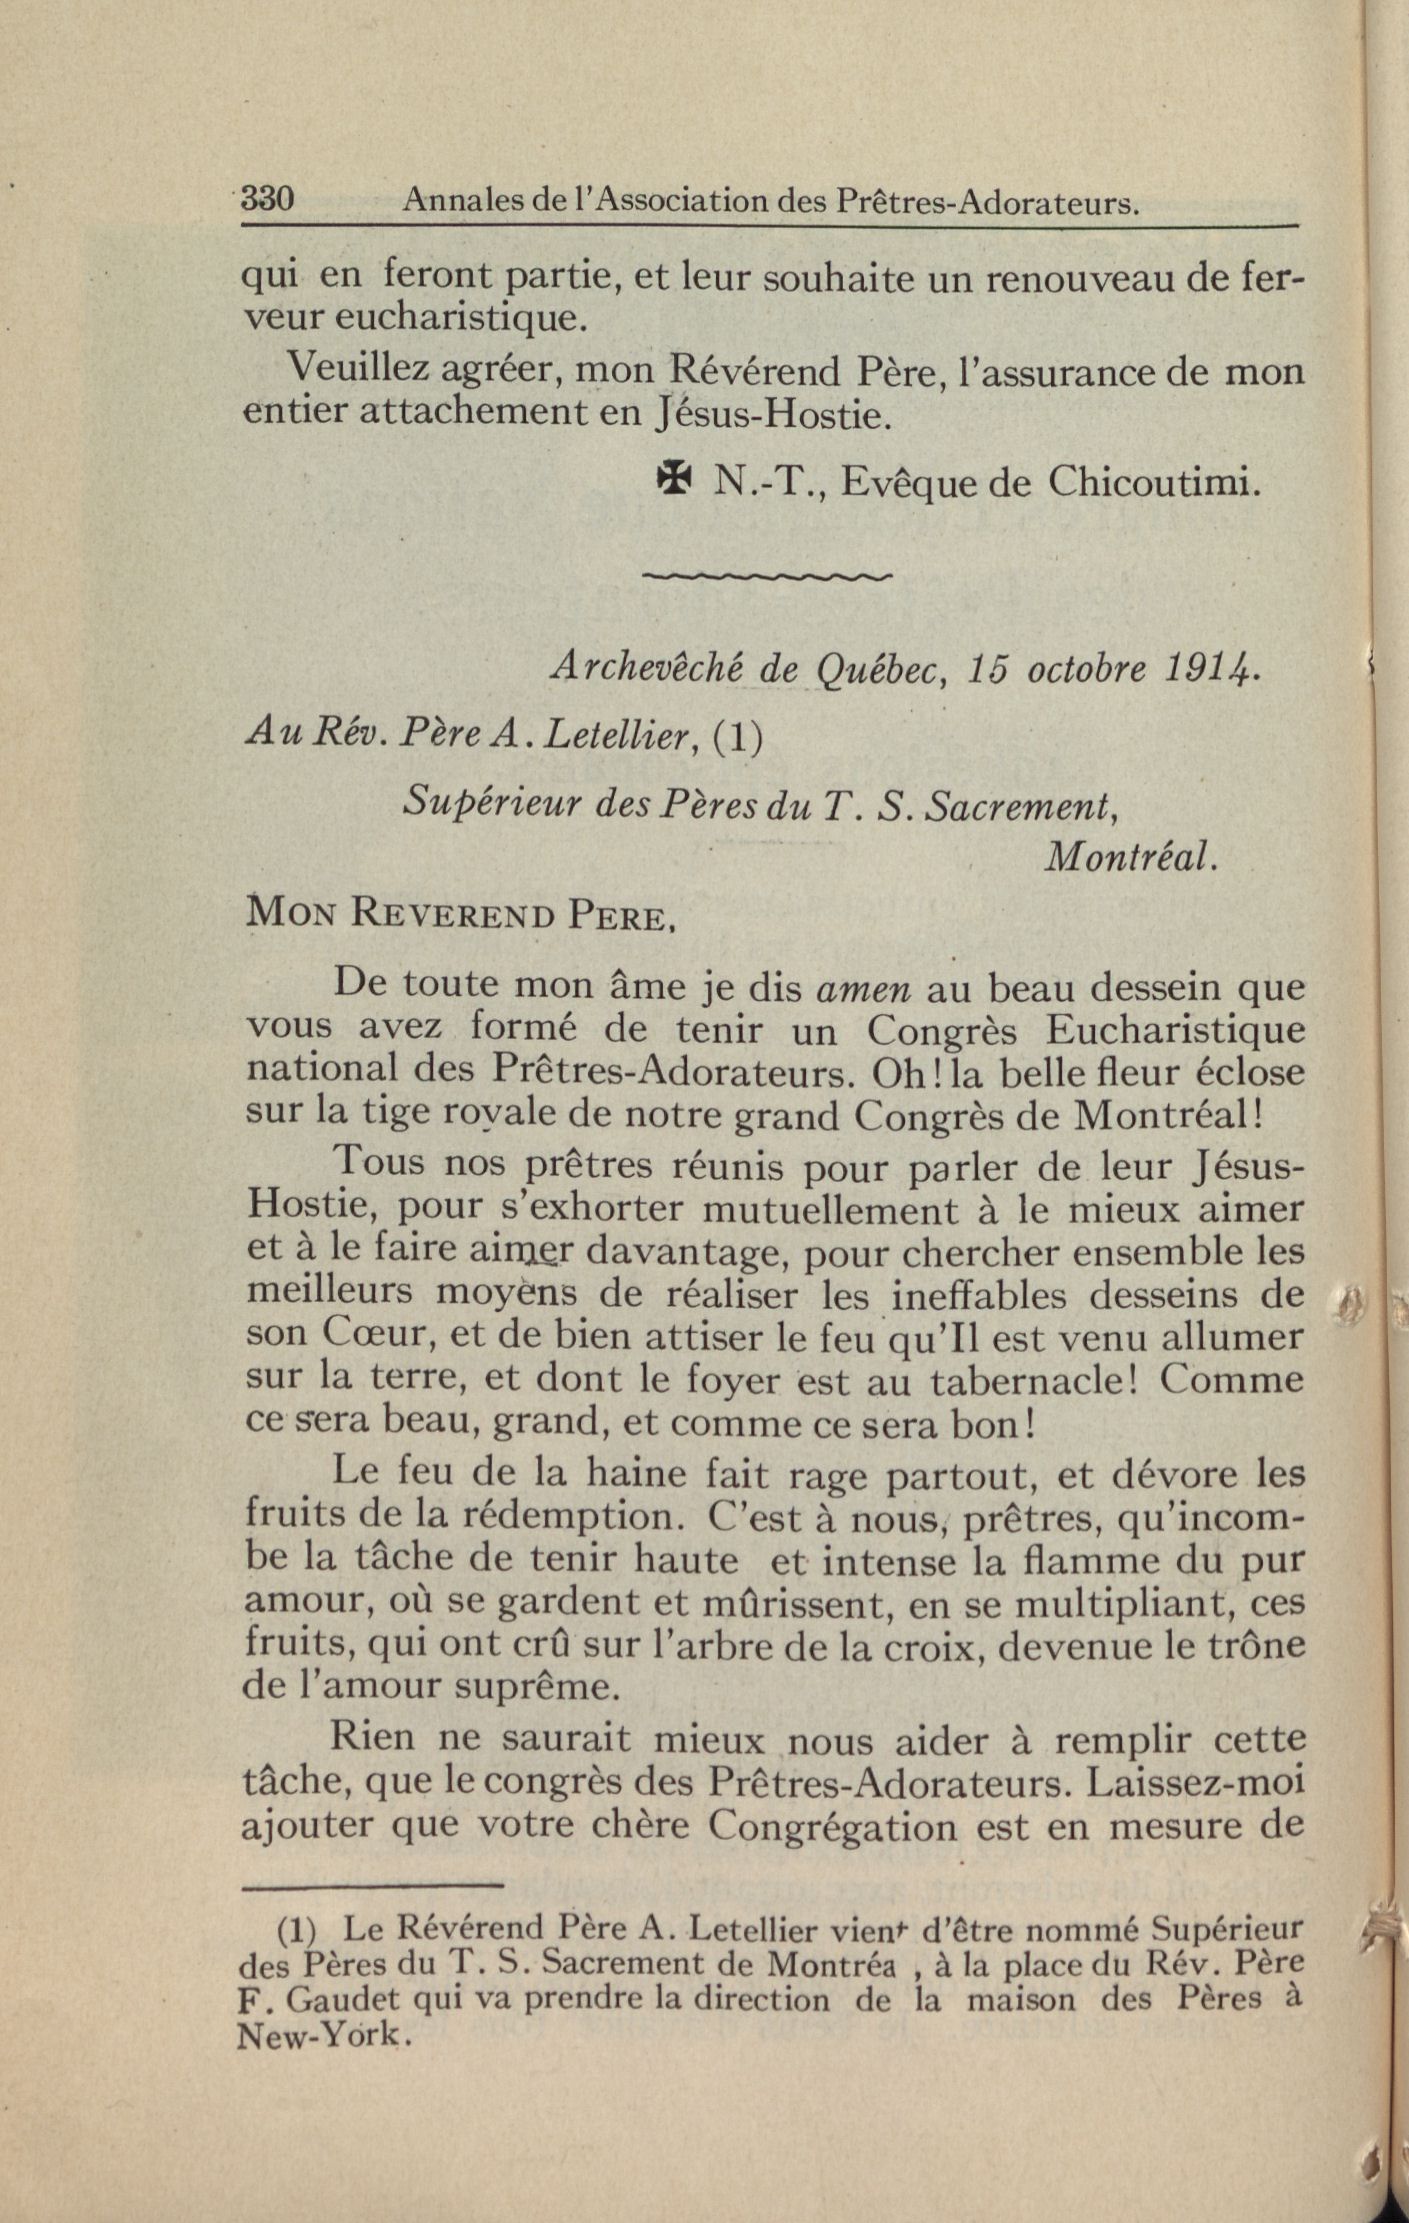 330 Annales de l'Association des Prêtres-Adorateurs.
qui en feront partie, et leur souhaite un renouveau de fer-
veur eucharistique.
Veuillez agréer, mon Révérend Père, l'assurance de mon
entier attachement en Jésus-Hostie.
✠ N.-T., Evêque de Chicoutimi.
Archevêché de Québec, 15 octobre 1914.
Au Rév. Père A. Letellier, (1)
Supérieur des Pères du T. S. Sacrement,
Montréal.
MON REVEREND PERE,
De toute mon âme je dis amen au beau dessein que
vous avez formé de tenir un Congrès Eucharistique
national des Prêtres-Adorateurs. Oh! la belle fleur éclose
sur la tige royale de notre grand Congrès de Montréal!
Tous nos prêtres réunis pour parler de leur Jésus-
Hostie, pour s'exhorter mutuellement à le mieux aimer
et à le faire aimer davantage, pour chercher ensemble les
meilleurs moyens de réaliser les ineffables desseins de
son Cœur, et de bien attiser le feu qu'Il est venu allumer
sur la terre, et dont le foyer est au tabernacle! Comme
ce sera beau, grand, et comme ce sera bon!
Le feu de la haine fait rage partout, et dévore les
fruits de la rédemption. C'est à nous, prêtres, qu'incom-
be la tâche de tenir haute et intense la flamme du pur
amour, où se gardent et mûrissent, en se multipliant, ces
fruits, qui ont crû sur l'arbre de la croix, devenue le trône
de l'amour suprême.
Rien ne saurait mieux nous aider à remplir cette
tâche, que le congrès des Prêtres-Adorateurs. Laissez-moi
ajouter que votre chère Congrégation est en mesure de
(1) Le Révérend Père A. Letellier vient d'être nommé Supérieur
des Pères du T. S. Sacrement de Montréa , à la place du Rév. Père
F. Gaudet qui va prendre la direction de la maison des Pères à
New-York.